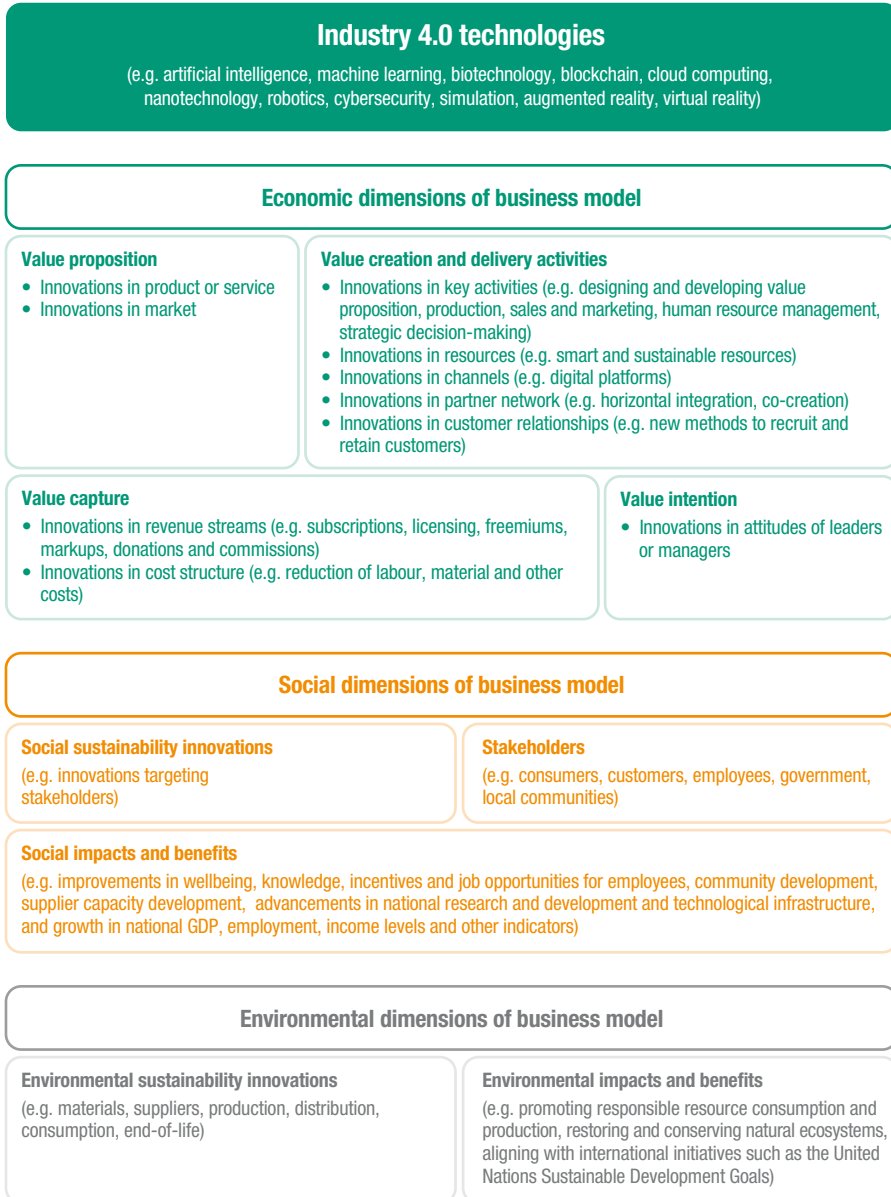 Industry 4.0 technologies
(e.g. artificial intelligence, machine learning, biotechnology, blockchain, cloud computing,
nanotechnology, robotics, cybersecurity, simulation, augmented reality, virtual reality)
Economic dimensions of business model
Value proposition
• Innovations in product or service
• Innovations in market
Value creation and delivery activities
• Innovations in key activities (e.g. designing and developing value
proposition, production, sales and marketing, human resource management,
strategic decision-making)
• Innovations in resources (e.g. smart and sustainable resources)
• Innovations in channels (e.g. digital platforms)
• Innovations in partner network (e.g. horizontal integration, co-creation)
• Innovations in customer relationships (e.g. new methods to recruit and
retain customers)
Value capture
• Innovations in revenue streams (e.g. subscriptions, licensing, freemiums,
markups, donations and commissions)
• Innovations in cost structure (e.g. reduction of labour, material and other
costs)
Value intention
• Innovations in attitudes of leaders
or managers
Social dimensions of business model
Social sustainability innovations
(e.g. innovations targeting
stakeholders)
Stakeholders
(e.g. consumers, customers, employees, government,
local communities)
Social impacts and benefits
(e.g. improvements in wellbeing, knowledge, incentives and job opportunities for employees, community development,
supplier capacity development, advancements in national research and development and technological infrastructure,
and growth in national GDP, employment, income levels and other indicators)
Environmental dimensions of business model
Environmental sustainability innovations
(e.g. materials, suppliers, production, distribution,
consumption, end-of-life)
Environmental impacts and benefits
(e.g. promoting responsible resource consumption and
production, restoring and conserving natural ecosystems,
aligning with international initiatives such as the United
Nations Sustainable Development Goals)